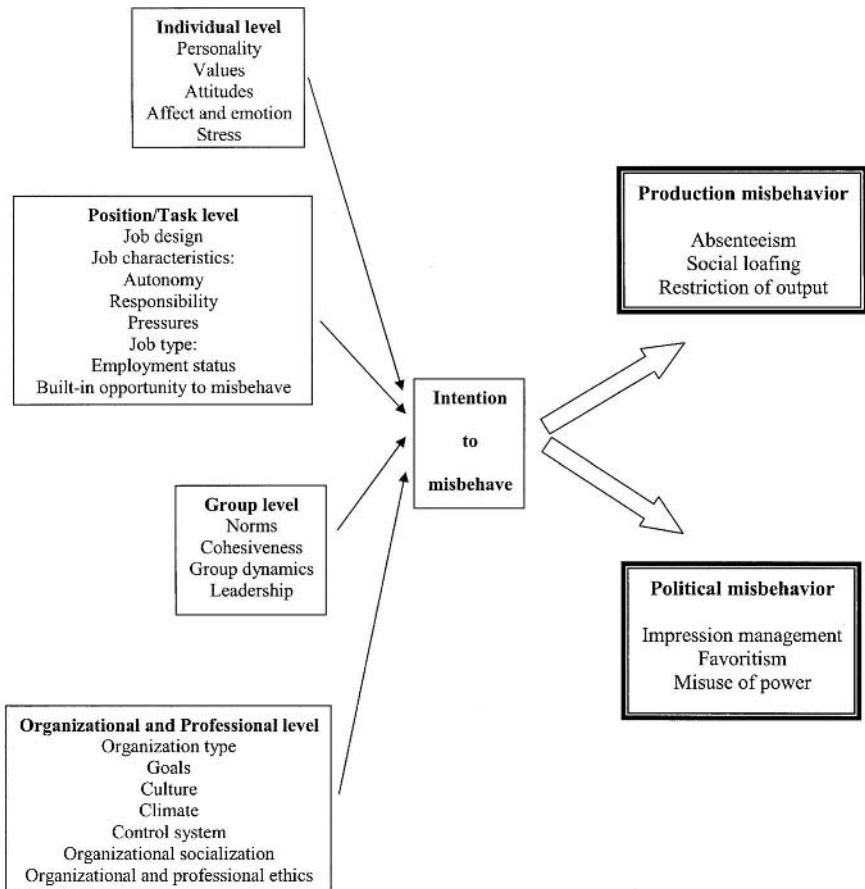 Individual level
Personality
Values
Attitudes
Affect and emotion
Stress
Position/Task level
Job design
Job characteristics:
Autonomy
Responsibility
Pressures
Job type:
Employment status
Built-in opportunity to misbehave
Group level
Norms
Cohesiveness
Group dynamics
Leadership
Organizational and Professional level
Organization type
Goals
Culture
Climate
Control system
Organizational socialization
Organizational and professional ethics
Intention
to
misbehave
Production misbehavior
Absenteeism
Social loafing
Restriction of output
Political misbehavior
Impression management
Favoritism
Misuse of power